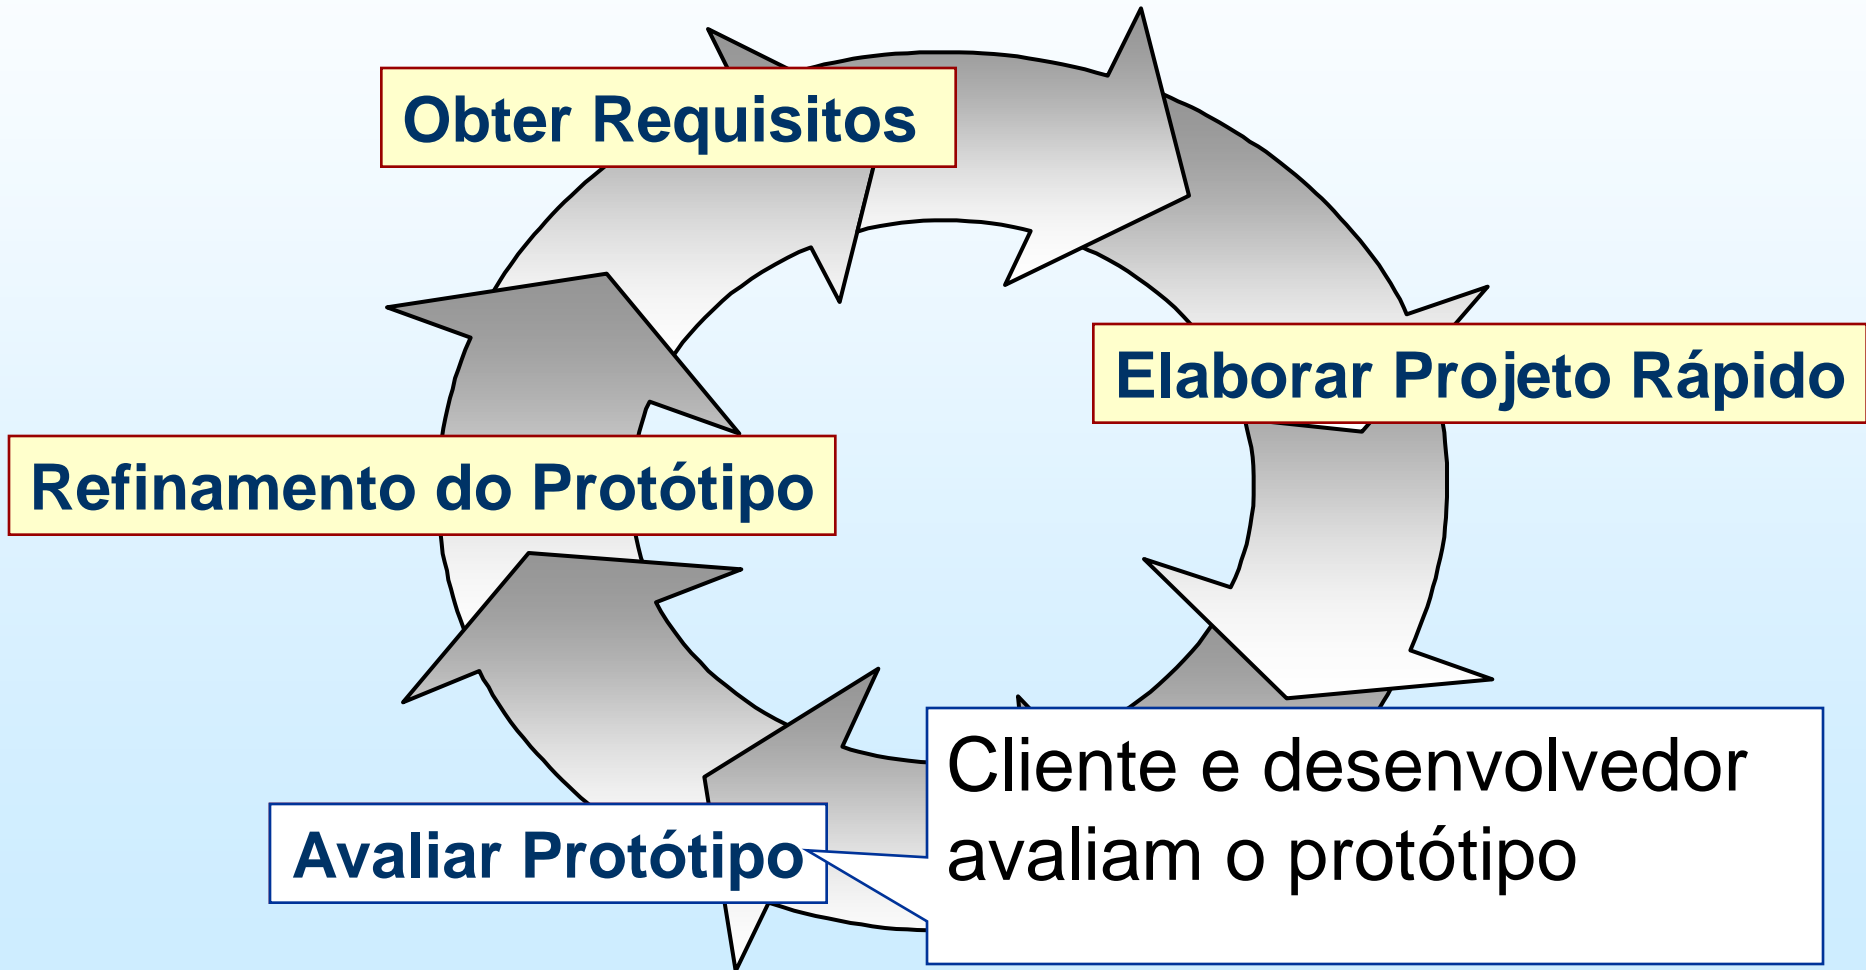 Obter Requisitos
Elaborar Projeto Rápido
Refinamento do Protótipo
Avaliar Protótipo
Cliente e desenvolvedor
avaliam o protótipo